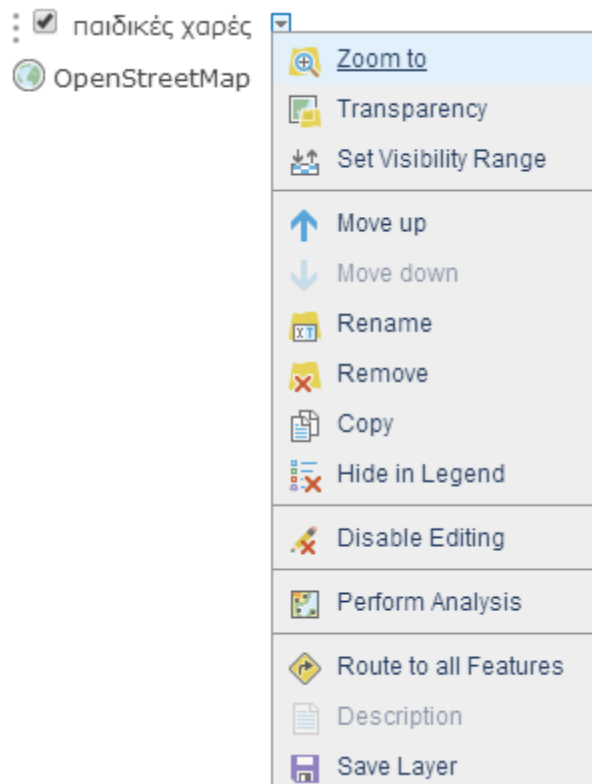 παιδικές χαρές
OpenStreetMap
Zoom to
Transparency
Set Visibility Range
Move up
Move down
Rename
Remove
Copy
Hide in Legend
Disable Editing
Perform Analysis
Route to all Features
Description
Save Layer